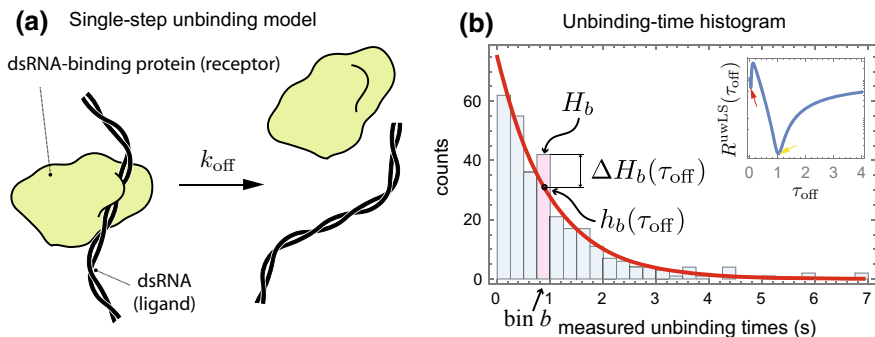 (a) Single-step unbinding model
dsRNA-binding protein (receptor)
k_off
dsRNA
(ligand)
(b) Unbinding-time histogram
counts
0
20
40
60
H_b
ΔH_b(τ_off)
h_b(τ_off)
R^uwLS(τ_off)
0 1 2 3 4
τ_off
0 1 2 3 4 5 6 7
bin b
measured unbinding times (s)